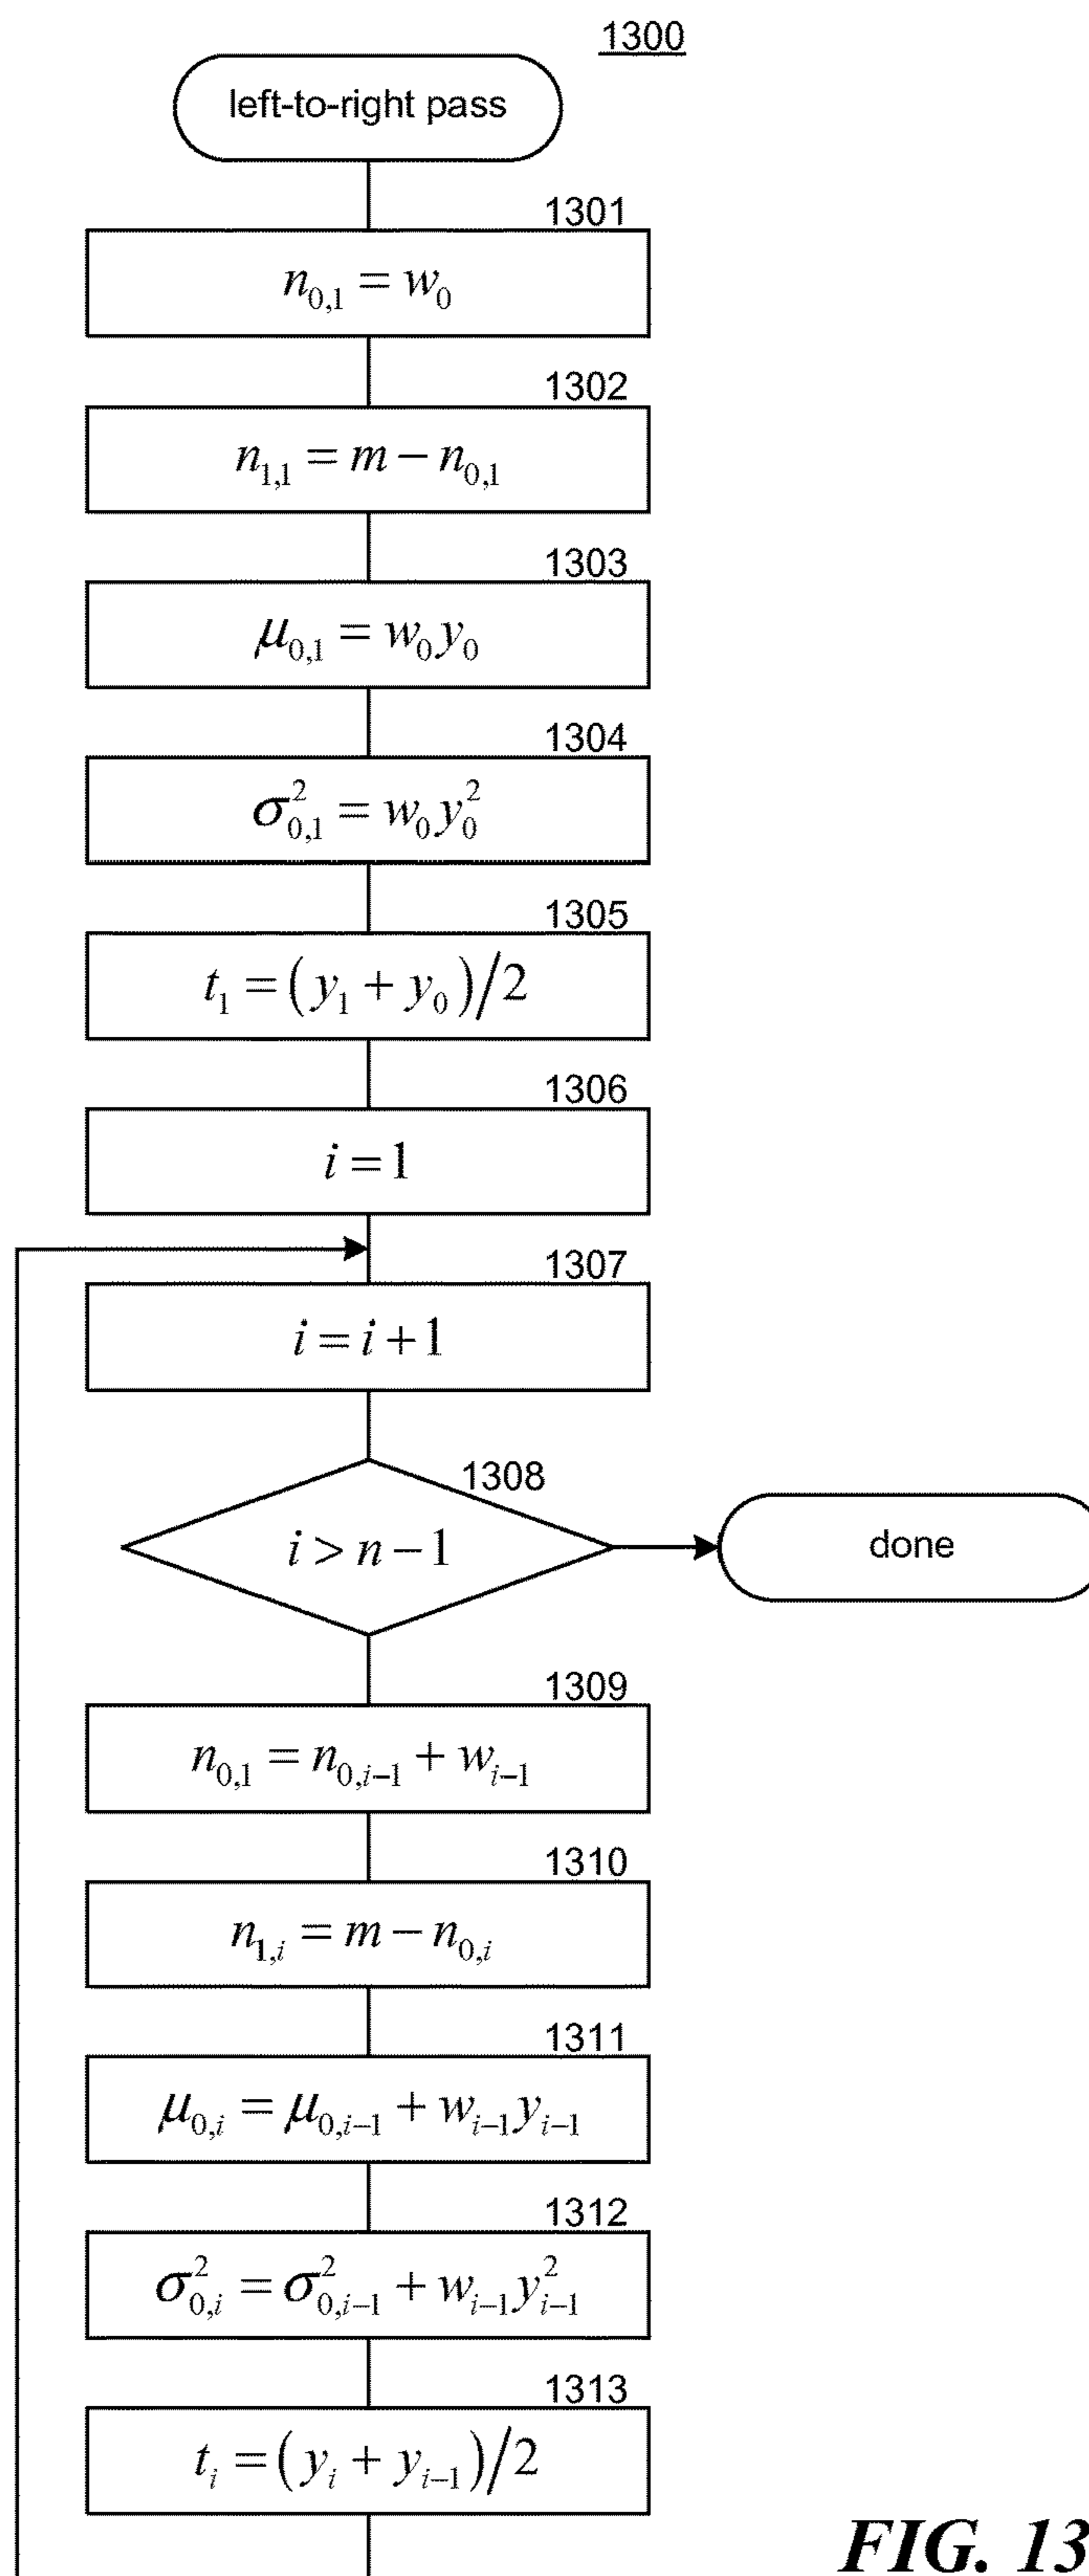 1300
left-to-right pass
1301
n_{0,1} = w_0
1302
n_{1,1} = m − n_{0,1}
1303
μ_{0,1} = w_0 y_0
1304
σ²_{0,1} = w_0 y_0²
1305
t_1 = (y_1 + y_0)/2
1306
i = 1
1307
i = i + 1
1308
i > n − 1
done
1309
n_{0,1} = n_{0,i−1} + w_{i−1}
1310
n_{1,i} = m − n_{0,i}
1311
μ_{0,i} = μ_{0,i−1} + w_{i−1} y_{i−1}
1312
σ²_{0,i} = σ²_{0,i−1} + w_{i−1} y²_{i−1}
1313
t_i = (y_i + y_{i−1})/2
FIG. 13